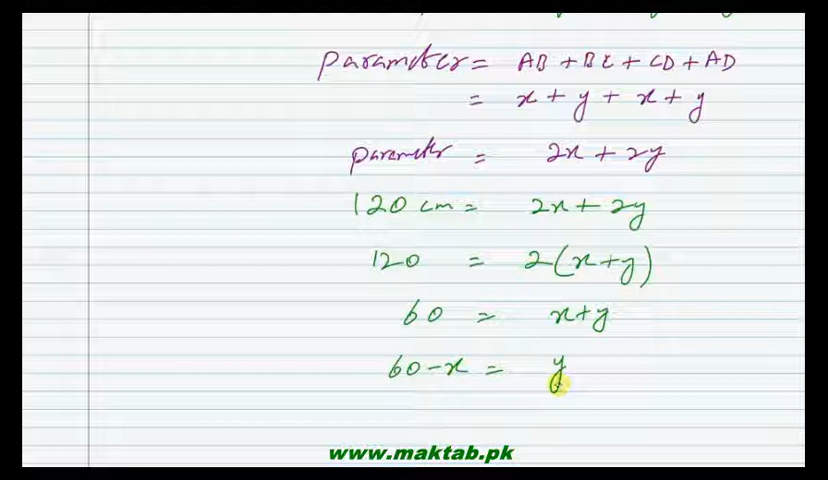 Parameter = AB + BC + CD + AD
= x + y + x + y
parameter = 2x + 2y
120 cm = 2x + 2y
120 = 2(x+y)
60 = x+y
60-x = y
www.maktab.pk